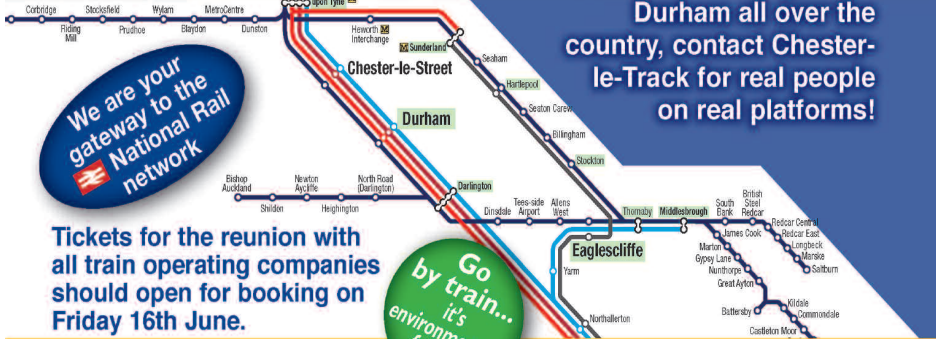 Durham all over the
country, contact Chester-
le-Track for real people
on real platforms!
upon Tyne
Corbridge
Riding
Mill
Stocksfield
Prudhoe
Wylam
Blaydon
MetroCentre
Dunston
Heworth M
Interchange
M Sunderland
Seaham
Hartlepool
Seaton Carew
Billingham
Stockton
Chester-le-Street
Durham
Darlington
We are your
gateway to the
National Rail
network
Bishop
Auckland
Shildon
Newton
Aycliffe
Heighington
North Road
(Darlington)
Dinsdale
Tees-side
Airport
Allens
West
Eaglescliffe
Thornaby
Middlesbrough
South
Bank
British
Steel
Redcar
Redcar Central
Redcar East
Longbeck
Marske
Saltburn
James Cook
Marton
Gypsy Lane
Nunthorpe
Great Ayton
Battersby
Kildale
Commondale
Castleton Moor
Yarm
Northallerton
Tickets for the reunion with
all train operating companies
should open for booking on
Friday 16th June.
Go
by train...
it's